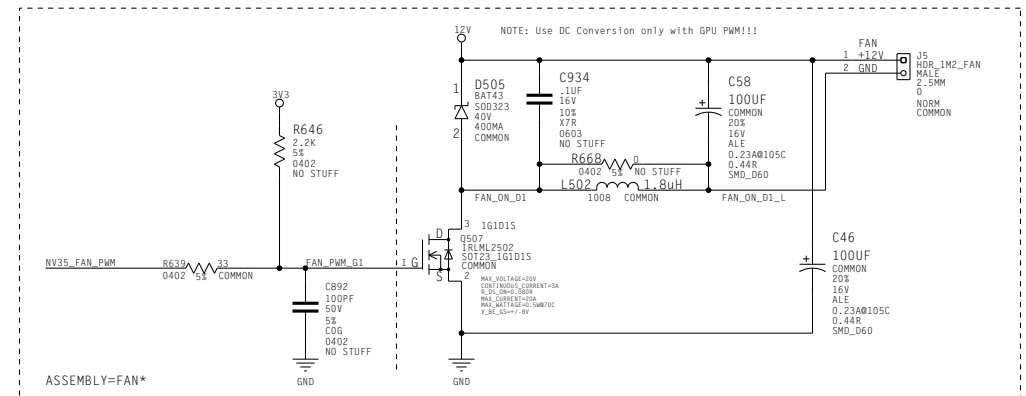 12V
NOTE: Use DC Conversion only with GPU PWM!!!
FAN
1 +12V
2 GND
J5
HDR_1M2_FAN
MALE
2.5MM
0
NORM
COMMON
1
D505
BAT43
SOD323
40V
400MA
COMMON
2
C934
.1UF
16V
10%
X7R
0603
NO STUFF
C58
+
100UF
COMMON
20%
16V
ALE
0.23A@105C
0.44R
SMD_D60
3V3
R646
2.2K
5%
0402
NO STUFF
R668 0
0402 5% NO STUFF
L502 1.8uH
1008 COMMON
FAN_ON_D1
FAN_ON_D1_L
3 1G1D1S
D
Q507
IRLML2502
SOT23_1G1D1S
COMMON
1 G
S 2
MAX_VOLTAGE=20V
CONTINUOUS_CURRENT=3A
R_DS_ON=0.080R
MAX_CURRENT=20A
MAX_WATTAGE=0.5W@70C
V_BE_GS=+/-8V
C46
+
100UF
COMMON
20%
16V
ALE
0.23A@105C
0.44R
SMD_D60
NV35_FAN_PWM
R639 33
0402 5% COMMON
FAN_PWM_G1
C892
100PF
50V
5%
COG
0402
NO STUFF
GND
GND
ASSEMBLY=FAN*